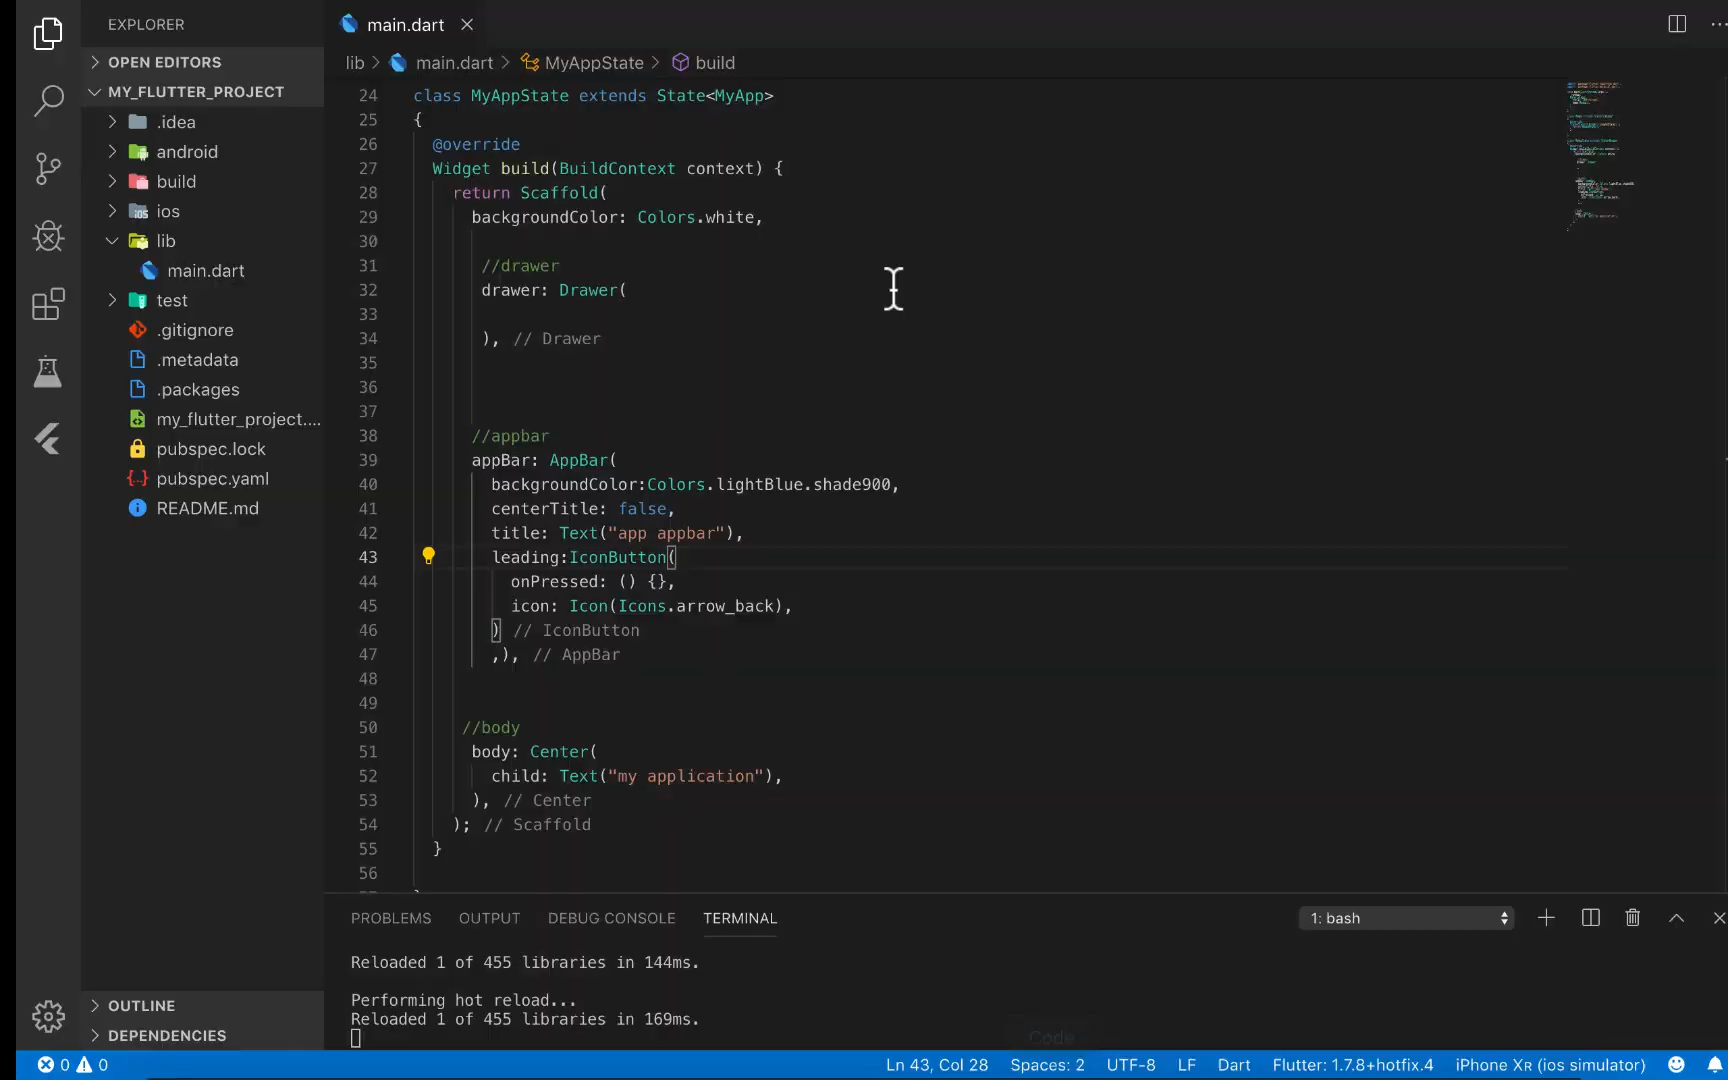 EXPLORER
main.dart
OPEN EDITORS
lib > main.dart > MyAppState > build
MY_FLUTTER_PROJECT
.idea
android
build
ios
ios
lib
main.dart
test
.gitignore
.metadata
.packages
my_flutter_project....
pubspec.lock
pubspec.yaml
README.md
OUTLINE
DEPENDENCIES
24 class MyAppState extends State<MyApp>
25 {
26 @override
27 Widget build(BuildContext context) {
28 return Scaffold(
29 backgroundColor: Colors.white,
30
31 //drawer
32 drawer: Drawer(
33
34 ), // Drawer
35
36
37
38 //appbar
39 appBar: AppBar(
40 backgroundColor:Colors.lightBlue.shade900,
41 centerTitle: false,
42 title: Text("app appbar"),
43 leading:IconButton(
44 onPressed: () {},
45 icon: Icon(Icons.arrow_back),
46 ) // IconButton
47 ,), // AppBar
48
49
50 //body
51 body: Center(
52 child: Text("my application"),
53 ), // Center
54 ); // Scaffold
55 }
56
PROBLEMS OUTPUT DEBUG CONSOLE TERMINAL 1: bash
Reloaded 1 of 455 libraries in 144ms.
Performing hot reload...
Reloaded 1 of 455 libraries in 169ms.
Code
0 0 Ln 43, Col 28 Spaces: 2 UTF-8 LF Dart Flutter: 1.7.8+hotfix.4 iPhone XR (ios simulator)